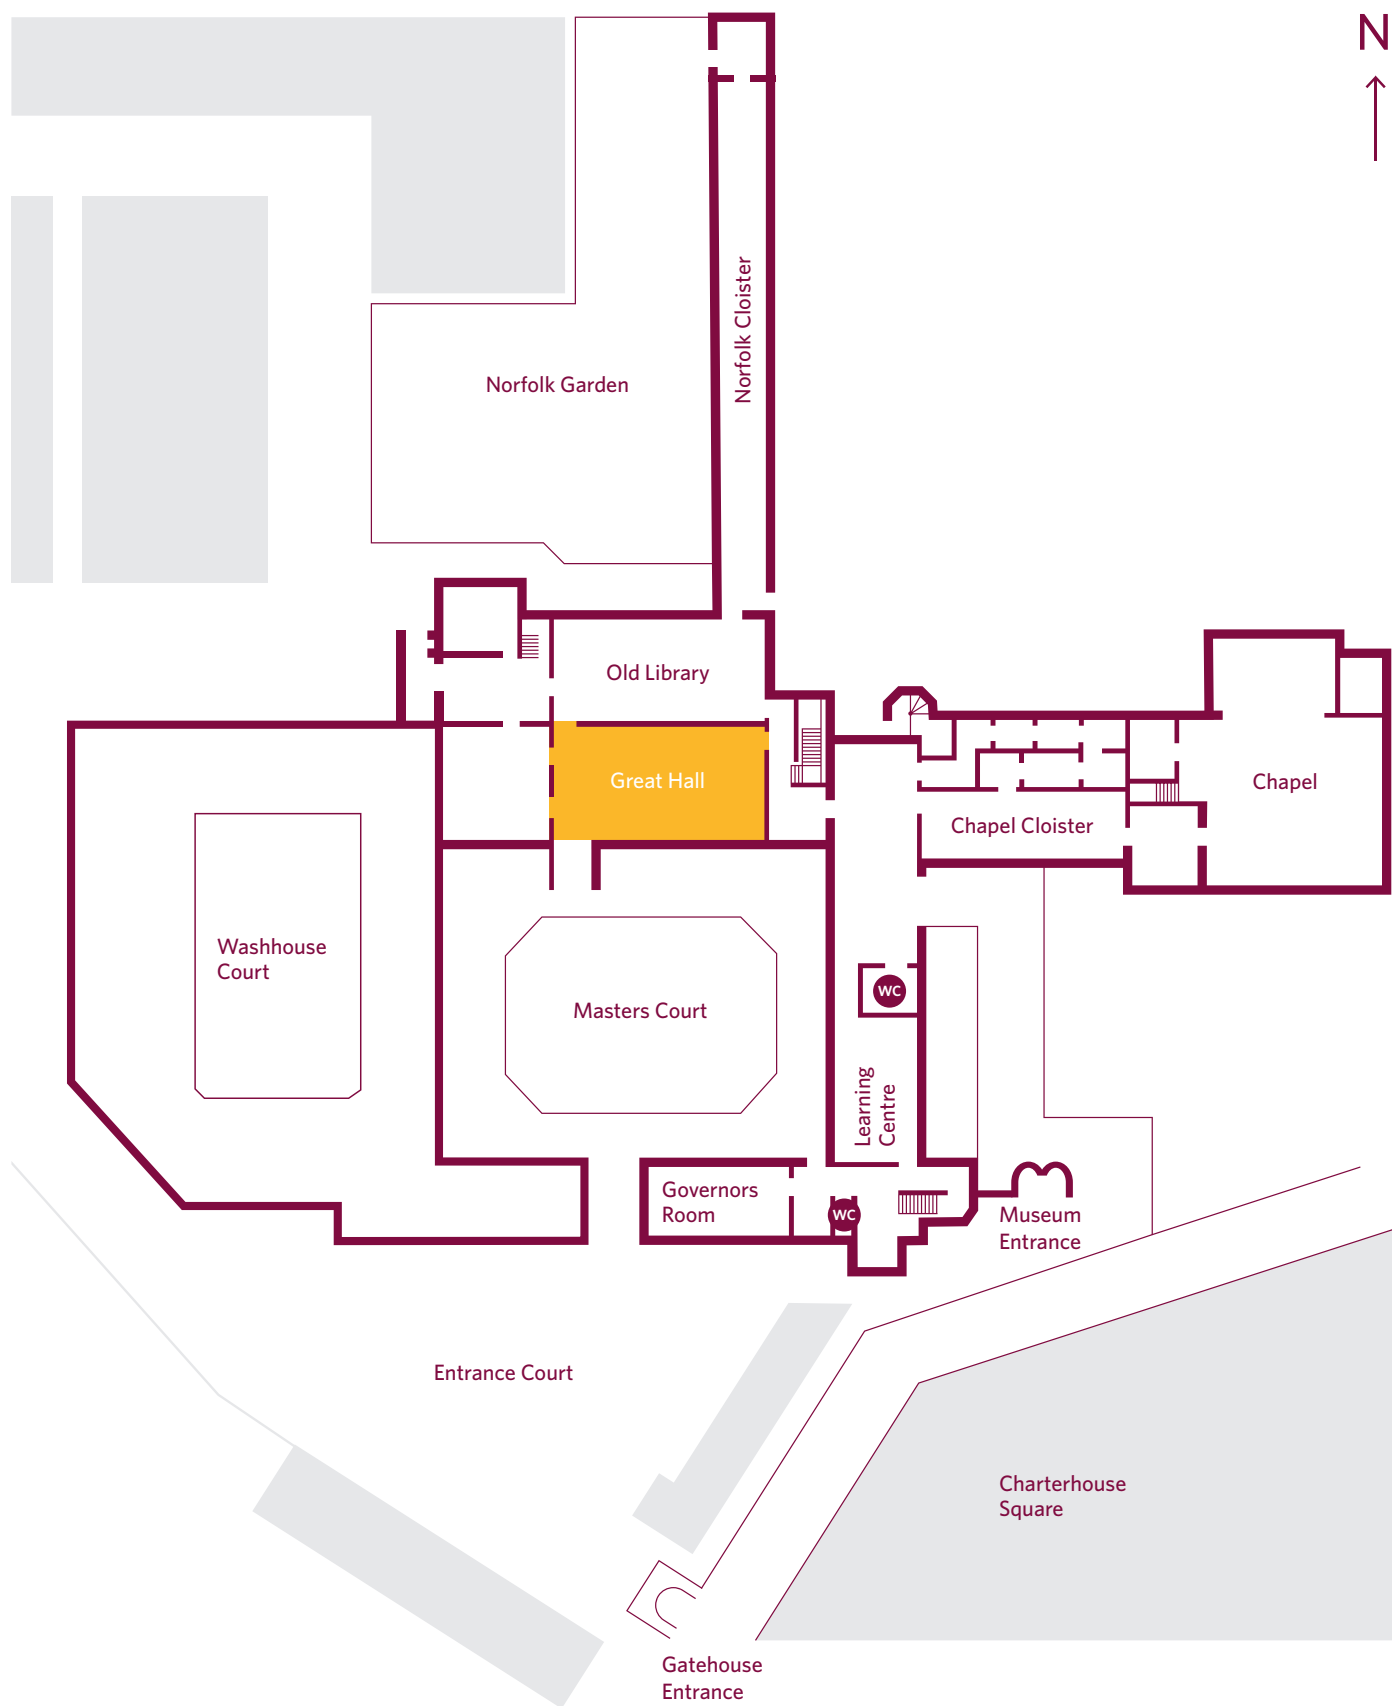 N
Norfolk Cloister
Norfolk Garden
Old Library
Great Hall
Chapel
Chapel Cloister
Washhouse
Court
Masters Court
WC
Learning
Centre
Governors
Room
WC
Museum
Entrance
Entrance Court
Charterhouse
Square
Gatehouse
Entrance